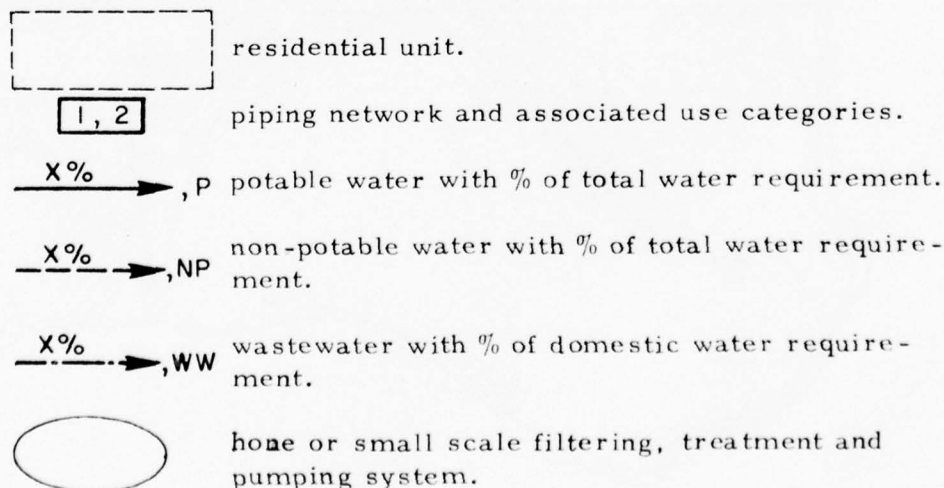 residential unit.
1, 2 piping network and associated use categories.
X% , P potable water with % of total water requirement.
X% , NP non-potable water with % of total water require-
ment.
X% , WW wastewater with % of domestic water require-
ment.
home or small scale filtering, treatment and
pumping system.